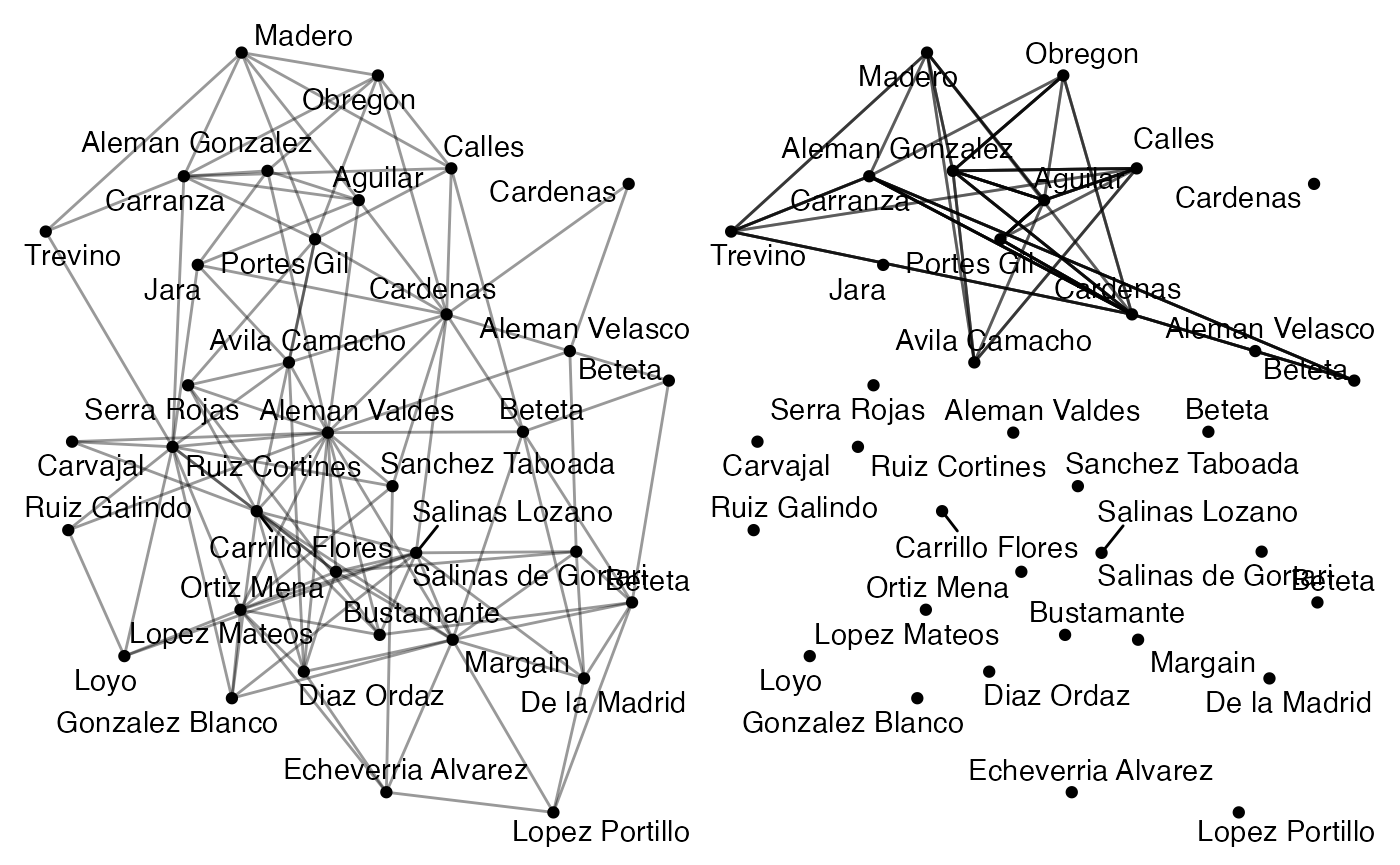 Madero
Obregon
Aleman Gonzalez
Calles
Aguilar
Cardenas
Carranza
Trevino
Portes Gil
Jara
Cardenas
Aleman Velasco
Avila Camacho
Beteta
Serra Rojas
Aleman Valdes
Beteta
Carvajal
Ruiz Cortines
Sanchez Taboada
Ruiz Galindo
Salinas Lozano
Carrillo Flores
Salinas de Gortari
Beteta
Ortiz Mena
Bustamante
Lopez Mateos
Margain
Loyo
Diaz Ordaz
De la Madrid
Gonzalez Blanco
Echeverria Alvarez
Lopez Portillo
Obregon
Madero
Calles
Aleman Gonzalez
Aguilar
Cardenas
Carranza
Trevino
Portes Gil
Jara
Cardenas
Aleman Velasco
Avila Camacho
Beteta
Serra Rojas
Aleman Valdes
Beteta
Carvajal
Ruiz Cortines
Sanchez Taboada
Ruiz Galindo
Salinas Lozano
Carrillo Flores
Salinas de Gortari
Beteta
Ortiz Mena
Bustamante
Lopez Mateos
Margain
Loyo
Diaz Ordaz
De la Madrid
Gonzalez Blanco
Echeverria Alvarez
Lopez Portillo